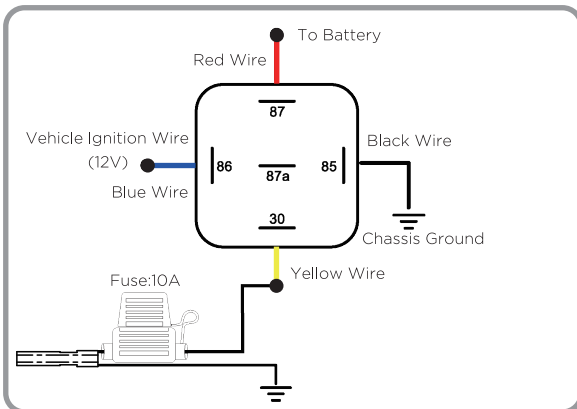 To Battery
Red Wire
87
Vehicle Ignition Wire
(12V)
Blue Wire
86
87a
85
Black Wire
30
Chassis Ground
Yellow Wire
Fuse:10A